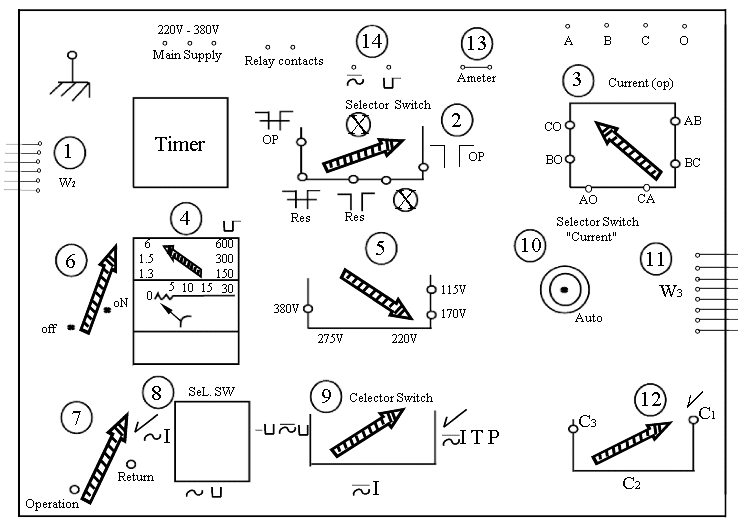 220V - 380V
Main Supply
Relay contacts
14
13
Ameter
A B C O
3
Current (op)
Timer
Selector Switch
2
OP
OP
Res
Res
CO
BO
AO
CA
AB
BC
1
W2
4
6 600
1.5 300
1.3 150
0 5 10 15 30
5
380V
275V
220V
115V
170V
Selector Switch
"Current"
10
Auto
11
W3
6
off
oN
7
Operation
Return
8
SeL. SW
I
9
Celector Switch
I T P
I
12
C3
C1
C2